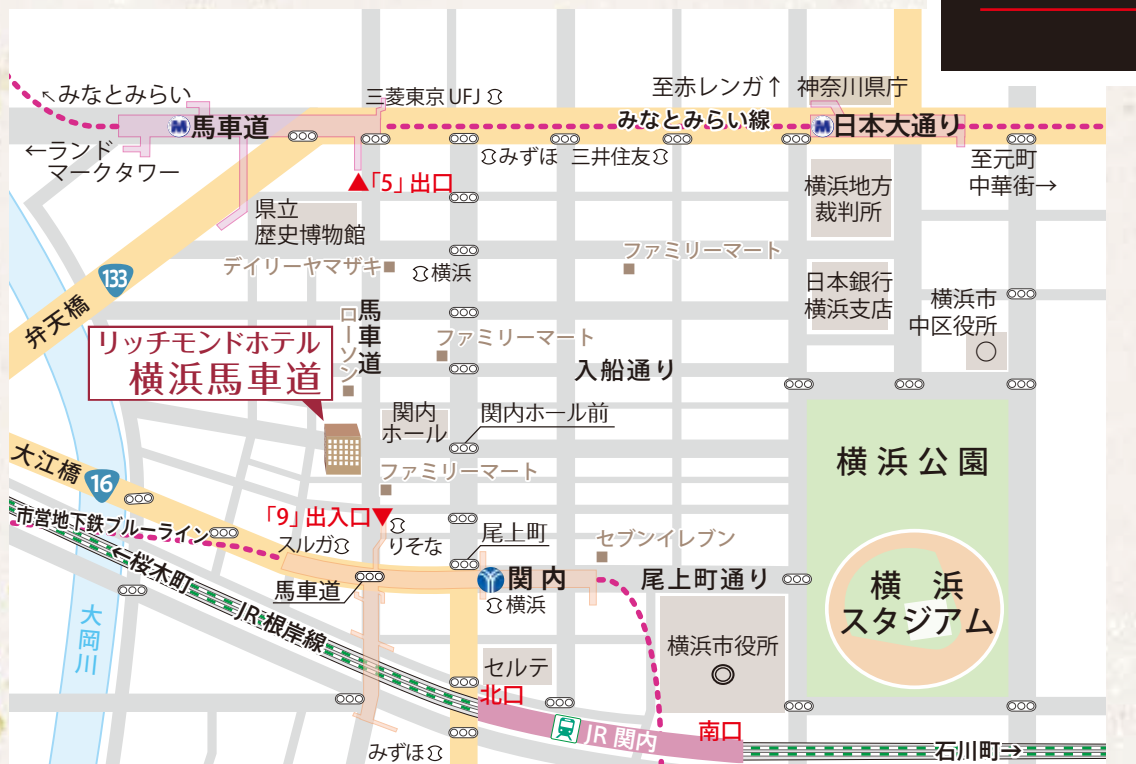 ↖みなとみらい
三菱東京UFJ
至赤レンガ↑
神奈川県庁
馬車道
みなとみらい線
日本大通り
←ランド
マークタワー
みずほ
三井住友
至元町
中華街→
▲「5」出口
横浜地方
裁判所
県立
歴史博物館
ファミリーマート
デイリーヤマザキ
横浜
133
日本銀行
横浜支店
横浜市
中区役所
弁天橋
ローソン
馬車道
ファミリーマート
リッチモンドホテル
横浜馬車道
入船通り
関内
ホール
関内ホール前
大江橋
16
ファミリーマート
横浜公園
市営地下鉄ブルーライン
「9」出入口▼
スルガ
りそな
尾上町
セブンイレブン
←桜木町
馬車道
関内
尾上町通り
横浜
横浜
スタジアム
大岡川
JR根岸線
横浜市役所
セルテ
北口
JR関内
南口
みずほ
石川町→